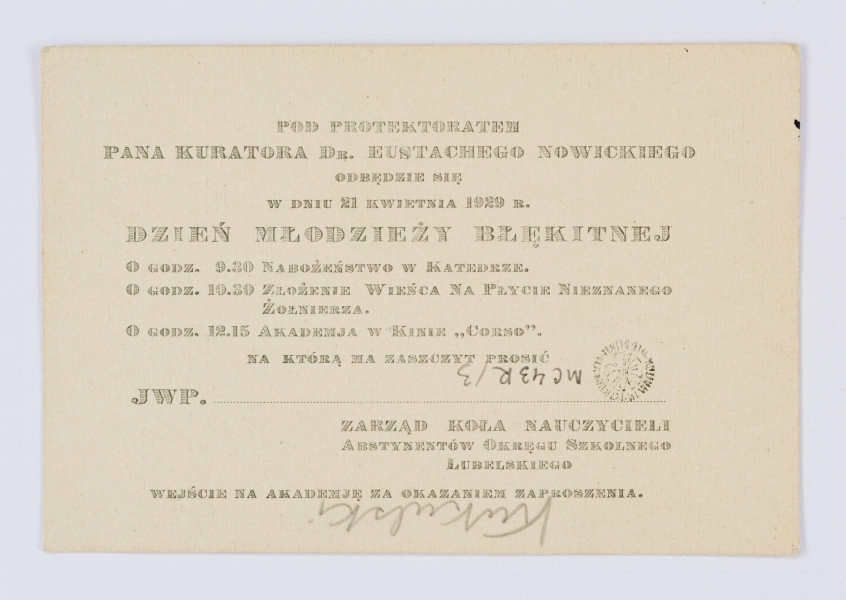 POD PROTEKTORATEM
PANA KURATORA DR. EUSTACHEGO NOWICKIEGO
ODBĘDZIE SIĘ
W DNIU 21 KWIETNIA 1929 R.
DZIEŃ MŁODZIEŻY BŁĘKITNEJ
O GODZ. 9.30 NABOŻEŃSTWO W KATEDRZE.
O GODZ. 10.30 ZŁOŻENIE WIEŃCA NA PŁYCIE NIEZNANEGO
ŻOŁNIERZA.
O GODZ. 12.15 AKADEMJA W KINIE „CORSO”.
NA KTÓRĄ MA ZASZCZYT PROSIĆ
MC43R/3
JWP.
ZARZĄD KOŁA NAUCZYCIELI
ABSTYNENTÓW OKRĘGU SZKOLNEGO
LUBELSKIEGO
WEJŚCIE NA AKADEMJĘ ZA OKAZANIEM ZAPROSZENIA.